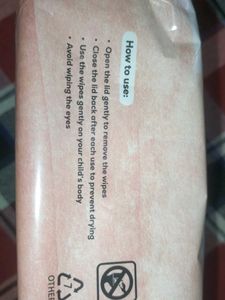 How to use:
• Open the lid gently to remove the wipes
• Close the lid back after each use to prevent drying
• Use the wipes gently on your child's body
• Avoid wiping the eyes
7
OTHE